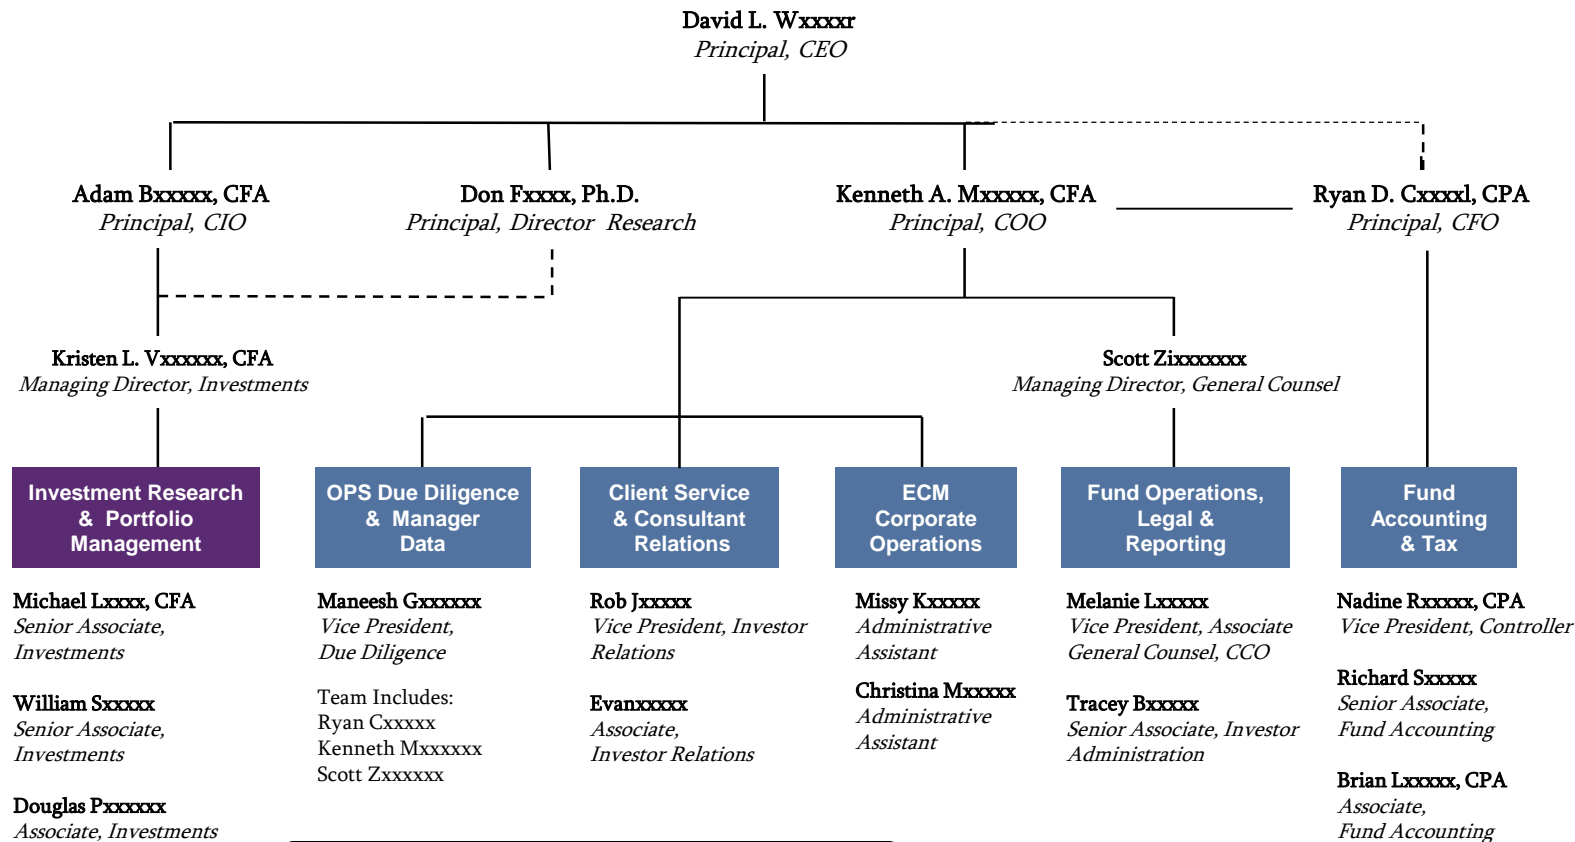 David L. Wxxxxr
Principal, CEO
Adam Bxxxxx, CFA
Principal, CIO
Don Fxxxx, Ph.D.
Principal, Director Research
Kenneth A. Mxxxxx, CFA
Principal, COO
Ryan D. Cxxxxl, CPA
Principal, CFO
Kristen L. Vxxxxxx, CFA
Managing Director, Investments
Scott Zixxxxxxx
Managing Director, General Counsel
Investment Research
& Portfolio
Management
OPS Due Diligence
& Manager
Data
Client Service
& Consultant
Relations
ECM
Corporate
Operations
Fund Operations,
Legal &
Reporting
Fund
Accounting
& Tax
Michael Lxxxx, CFA
Senior Associate,
Investments
William Sxxxxx
Senior Associate,
Investments
Douglas Pxxxxxx
Associate, Investments
Maneesh Gxxxxxx
Vice President,
Due Diligence
Team Includes:
Ryan Cxxxxx
Kenneth Mxxxxxx
Scott Zxxxxxx
Rob Jxxxxx
Vice President, Investor
Relations
Evanxxxxx
Associate,
Investor Relations
Missy Kxxxxx
Administrative
Assistant
Christina Mxxxxx
Administrative
Assistant
Melanie Lxxxxx
Vice President, Associate
General Counsel, CCO
Tracey Bxxxxx
Senior Associate, Investor
Administration
Nadine Rxxxxx, CPA
Vice President, Controller
Richard Sxxxxx
Senior Associate,
Fund Accounting
Brian Lxxxxx, CPA
Associate,
Fund Accounting